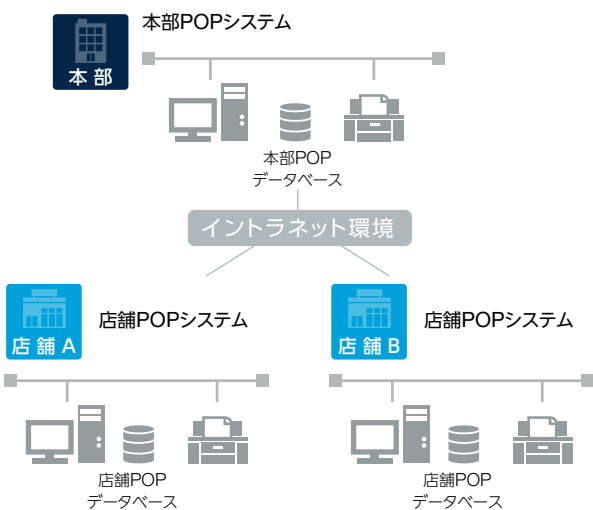 本部POPシステム
本部
本部POP
データベース
イントラネット環境
店舗A
店舗POPシステム
店舗B
店舗POPシステム
店舗POP
データベース
店舗POP
データベース